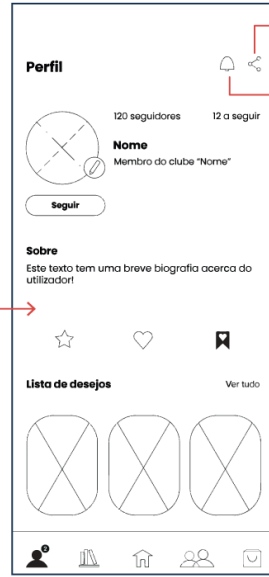 Perfil
120 seguidores 12 a seguir
Nome
Membro do clube "Nome"
Seguir
Sobre
Este texto tem uma breve biografia acerca do
utilizador!
Lista de desejos Ver tudo
2